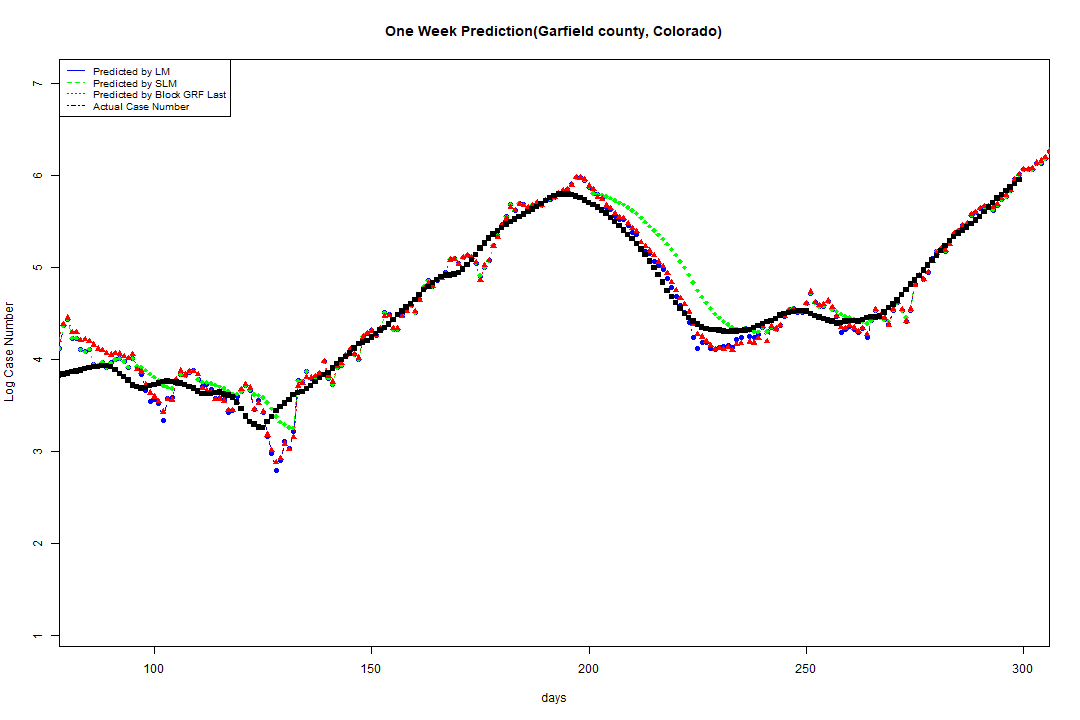 One Week Prediction(Garfield county, Colorado)
Predicted by LM
Predicted by SLM
Predicted by Block GRF Last
Actual Case Number
7
6
5
4
3
2
1
Log Case Number
100 150 200 250 300
days